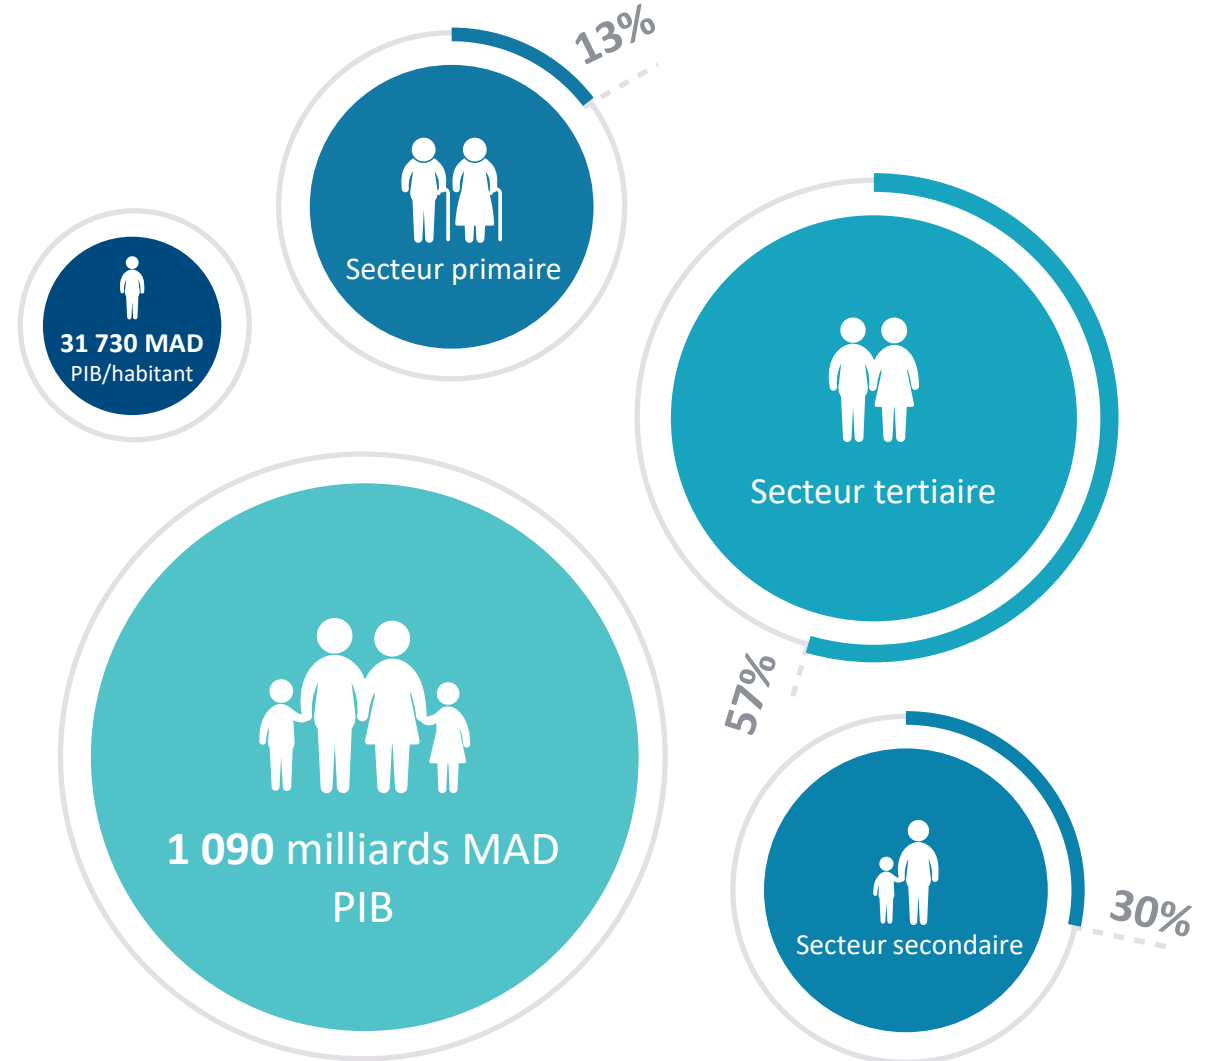 13%
Secteur primaire
31 730 MAD
PIB/habitant
Secteur tertiaire
57%
1 090 milliards MAD
PIB
30%
Secteur secondaire